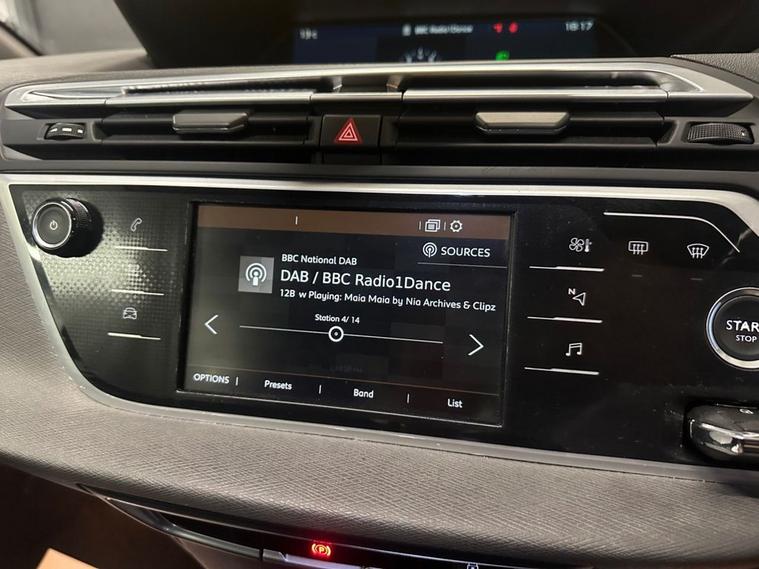 BBC Radio Dance
18:17
SOURCES
BBC National DAB
DAB / BBC Radio1Dance
12B w Playing: Maia Maia by Nia Archives & Clipz
Station 4/ 14
OPTIONS
Presets
Band
List
N
START
STOP
(P)